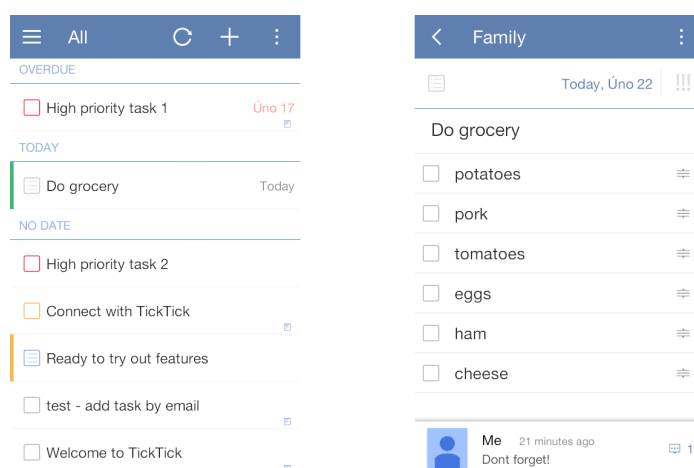 All
OVERDUE
High priority task 1 Úno 17
TODAY
Do grocery Today
NO DATE
High priority task 2
Connect with TickTick
Ready to try out features
test - add task by email
Welcome to TickTick
Family
Today, Úno 22 !!!
Do grocery
potatoes
pork
tomatoes
eggs
ham
cheese
Me 21 minutes ago
Dont forget! 1